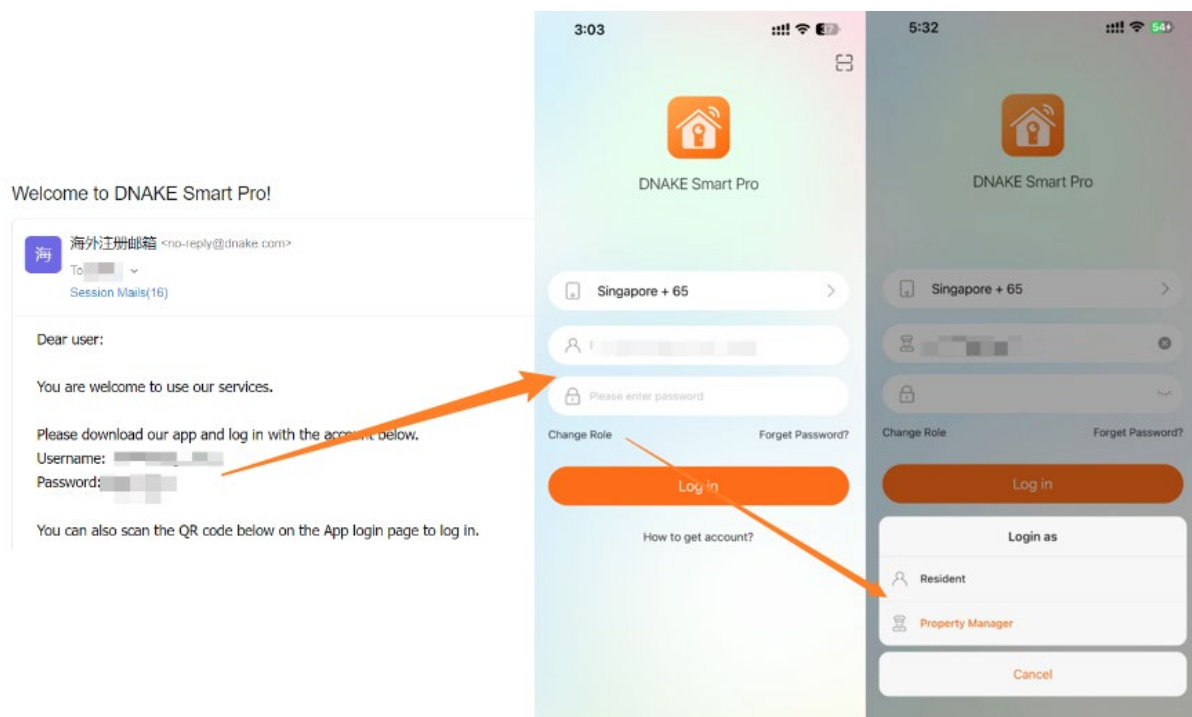 Welcome to DNAKE Smart Pro!
海
海外注册邮箱 <no-reply@dnake.com>
To
Session Mails(16)
Dear user:
You are welcome to use our services.
Please download our app and log in with the account below.
Username:
Password:
You can also scan the QR code below on the App login page to log in.
3:03
37
DNAKE Smart Pro
Singapore + 65
Please enter password
Change Role
Forget Password?
Log in
How to get account?
5:32
54
DNAKE Smart Pro
Singapore + 65
Change Role
Forget Password?
Log in
Login as
Resident
Property Manager
Cancel